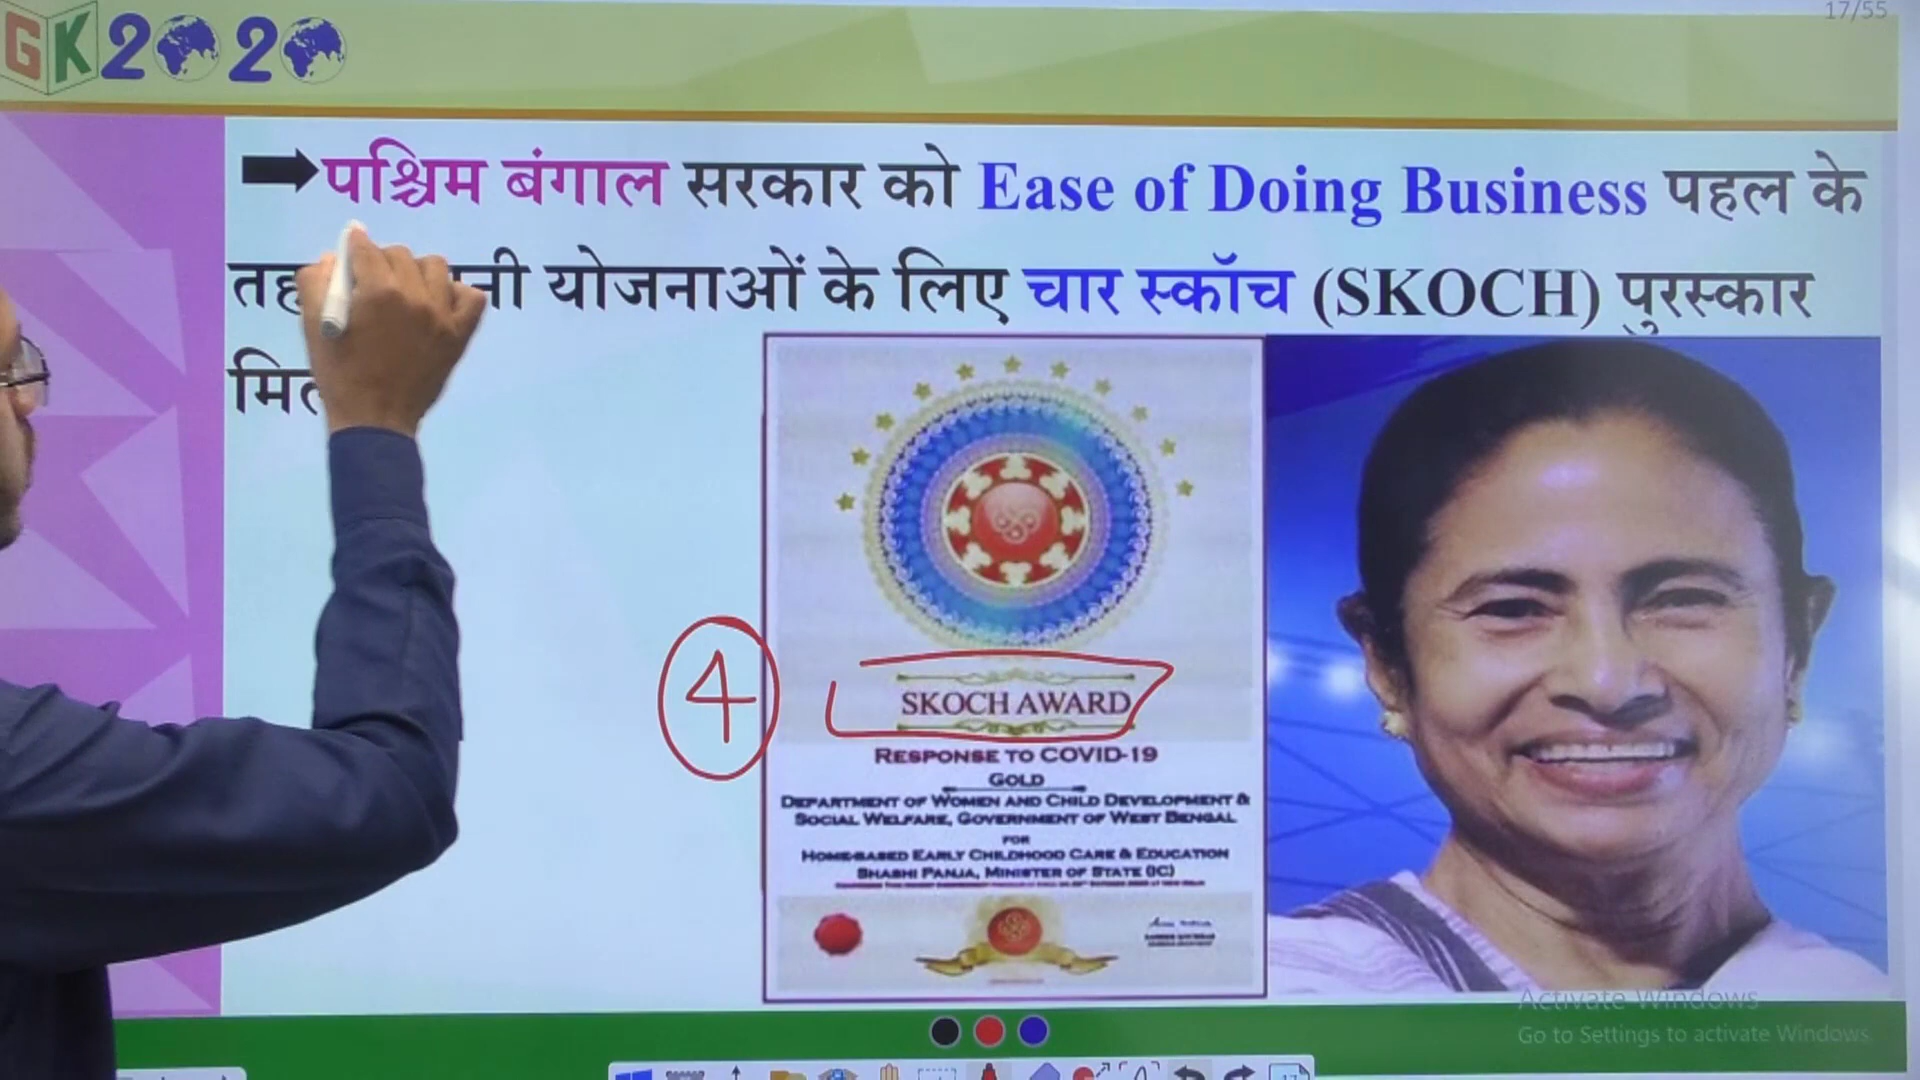 17/55
GK2020
पश्चिम बंगाल सरकार को Ease of Doing Business पहल के
योजनाओं के लिए चार स्कॉच (SKOCH) पुरस्कार
4
SKOCH AWARD
RESPONSE TO COVID-19
GOLD
DEPARTMENT OF WOMEN AND CHILD DEVELOPMENT &
SOCIAL WELFARE, GOVERNMENT OF WEST BENGAL
FOR
HOME-BASED EARLY CHILDHOOD CARE & EDUCATION
SHASHI PANJA, MINISTER OF STATE (IC)
Activate Windows
Go to Settings to activate Windows
17